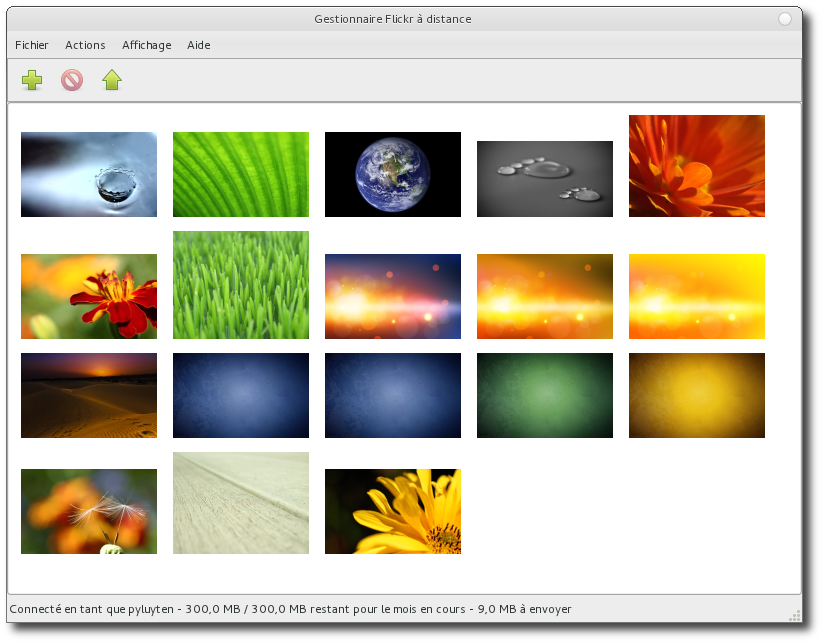 Gestionnaire Flickr à distance
Fichier Actions Affichage Aide
Connecté en tant que pyluyten - 300,0 MB / 300,0 MB restant pour le mois en cours - 9,0 MB à envoyer